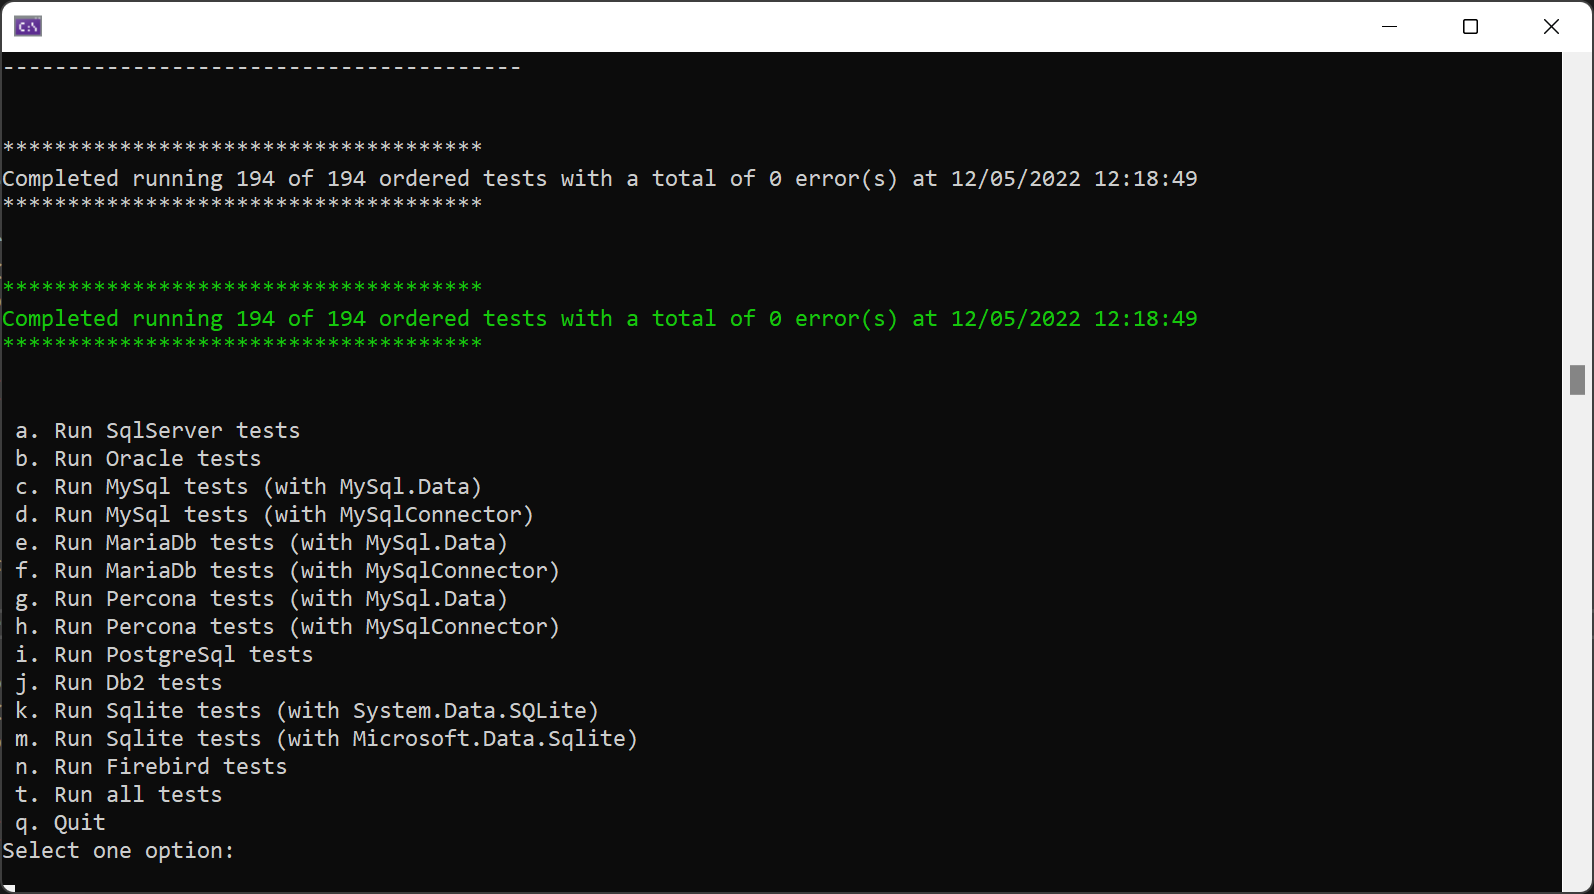 C:\
----------------------------------------
*************************************
Completed running 194 of 194 ordered tests with a total of 0 error(s) at 12/05/2022 12:18:49
*************************************
*************************************
Completed running 194 of 194 ordered tests with a total of 0 error(s) at 12/05/2022 12:18:49
*************************************
a. Run SqlServer tests
b. Run Oracle tests
c. Run MySql tests (with MySql.Data)
d. Run MySql tests (with MySqlConnector)
e. Run MariaDb tests (with MySql.Data)
f. Run MariaDb tests (with MySqlConnector)
g. Run Percona tests (with MySql.Data)
h. Run Percona tests (with MySqlConnector)
i. Run PostgreSql tests
j. Run Db2 tests
k. Run Sqlite tests (with System.Data.SQLite)
m. Run Sqlite tests (with Microsoft.Data.Sqlite)
n. Run Firebird tests
t. Run all tests
q. Quit
Select one option: